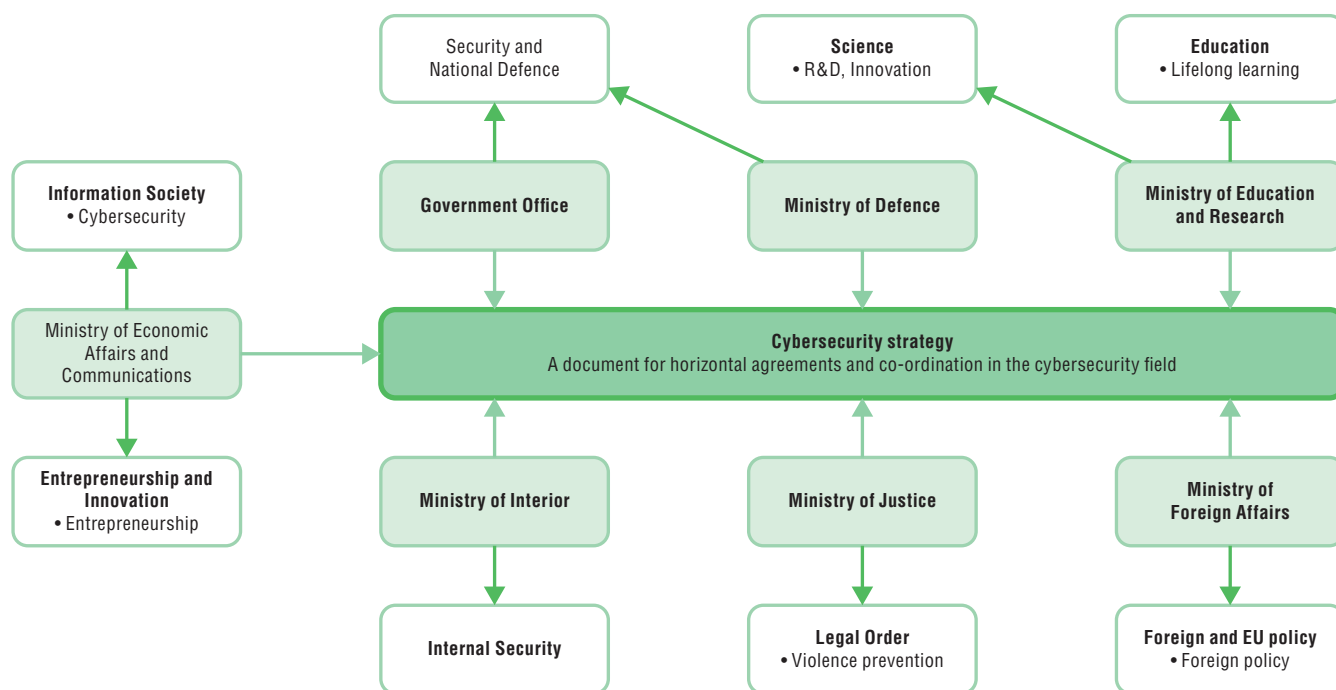 Security and
National Defence
Science
• R&D, Innovation
Education
• Lifelong learning
Information Society
• Cybersecurity
Government Office
Ministry of Defence
Ministry of Education
and Research
Ministry of Economic
Affairs and
Communications
Cybersecurity strategy
A document for horizontal agreements and co-ordination in the cybersecurity field
Entrepreneurship and
Innovation
• Entrepreneurship
Ministry of Interior
Ministry of Justice
Ministry of
Foreign Affairs
Internal Security
Legal Order
• Violence prevention
Foreign and EU policy
• Foreign policy